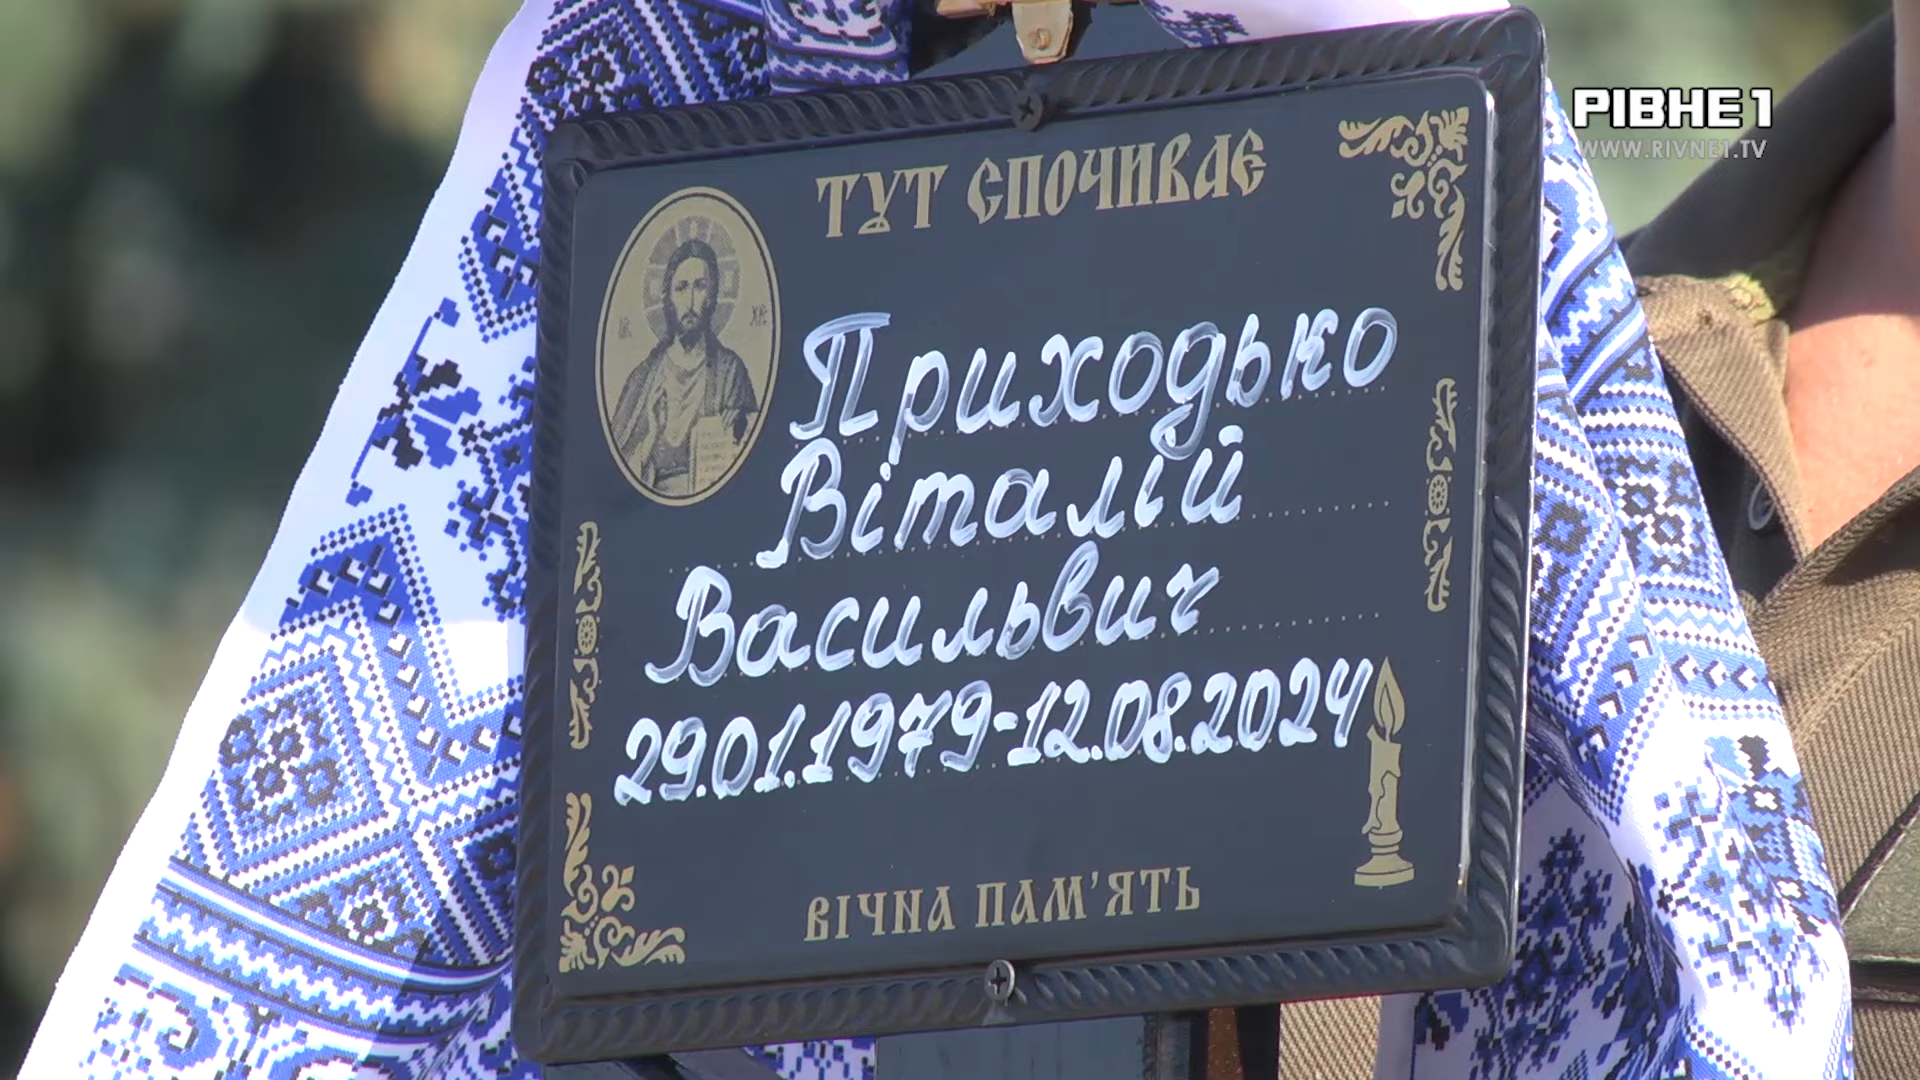 РІВНЕ 1
WWW.RIVNE1.TV
ТУТ СПОЧИВАЄ
Приходько
Віталій
Васильвич
29.01.1979-12.08.2024
ВІЧНА ПАМ'ЯТЬ